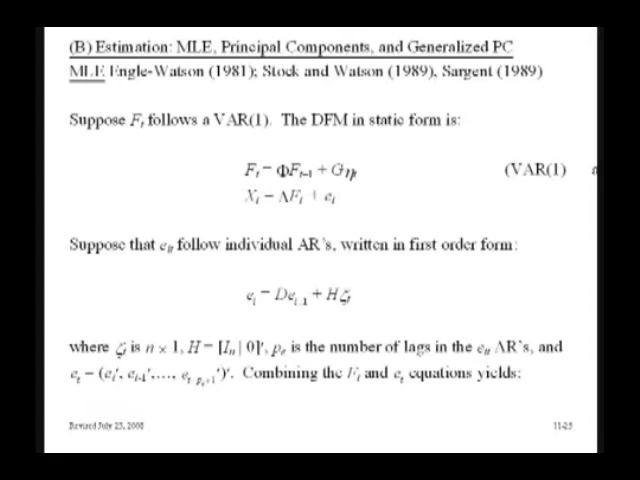 (B) Estimation: MLE, Principal Components, and Generalized PC
MLE Engle-Watson (1981); Stock and Watson (1989), Sargent (1989)
Suppose Fₜ follows a VAR(1). The DFM in static form is:
Fₜ = ΦFₜ₋₁ + Gηₜ (VAR(1)
Xₜ = ΛFₜ + eₜ
Suppose that eᵢₜ follow individual AR's, written in first order form:
eₜ = Deₜ₋₁ + Hζₜ
where ζₜ is n × 1, H = [Iₙ | 0]', pₑ is the number of lags in the eᵢₜ AR's, and
eₜ = (eₜ', eₜ₋₁',…, eₜ₋ₚₑ₊₁')'. Combining the Fₜ and eₜ equations yields:
Revised July 23, 2008 11-25